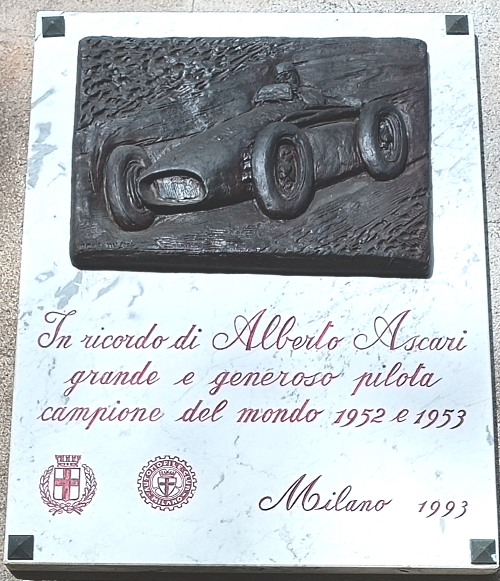 In ricordo di Alberto Ascari
grande e generoso pilota
campione del mondo 1952 e 1953
Milano 1993